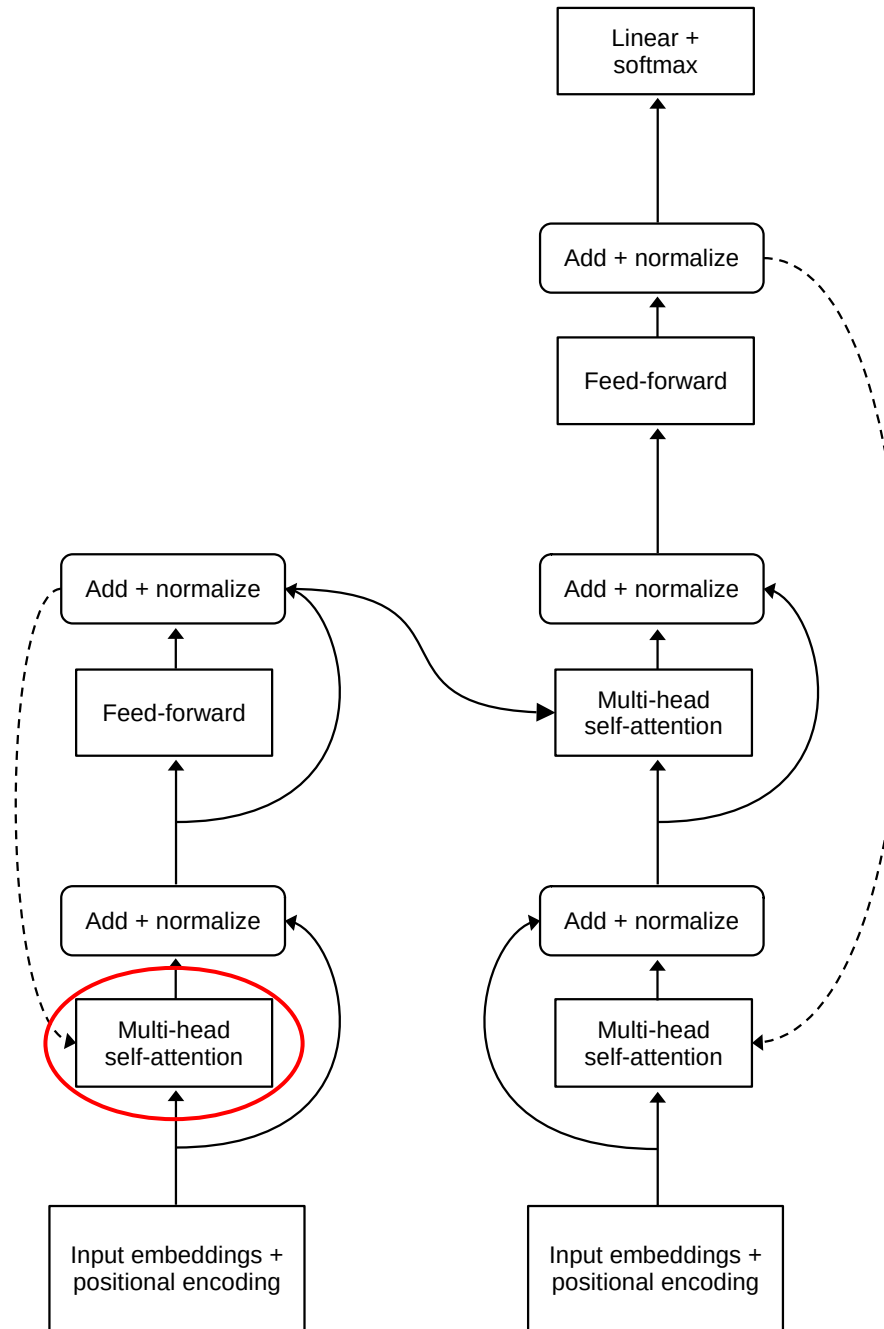 Linear +
softmax
Add + normalize
Feed-forward
Add + normalize
Add + normalize
Feed-forward
Multi-head
self-attention
Add + normalize
Add + normalize
Multi-head
self-attention
Multi-head
self-attention
Input embeddings +
positional encoding
Input embeddings +
positional encoding